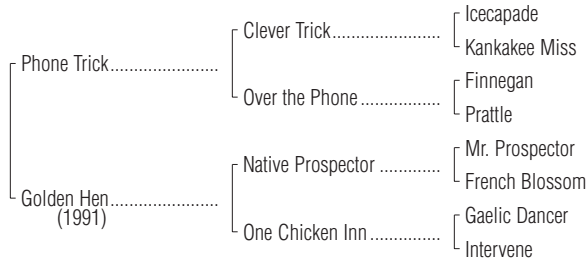 Icecapade
Clever Trick.....................
Kankakee Miss
Phone Trick.....................
Finnegan
Over the Phone ................
Prattle
Mr. Prospector
Native Prospector ............
French Blossom
Golden Hen.....................
(1991)
Gaelic Dancer
One Chicken Inn..............
Intervene